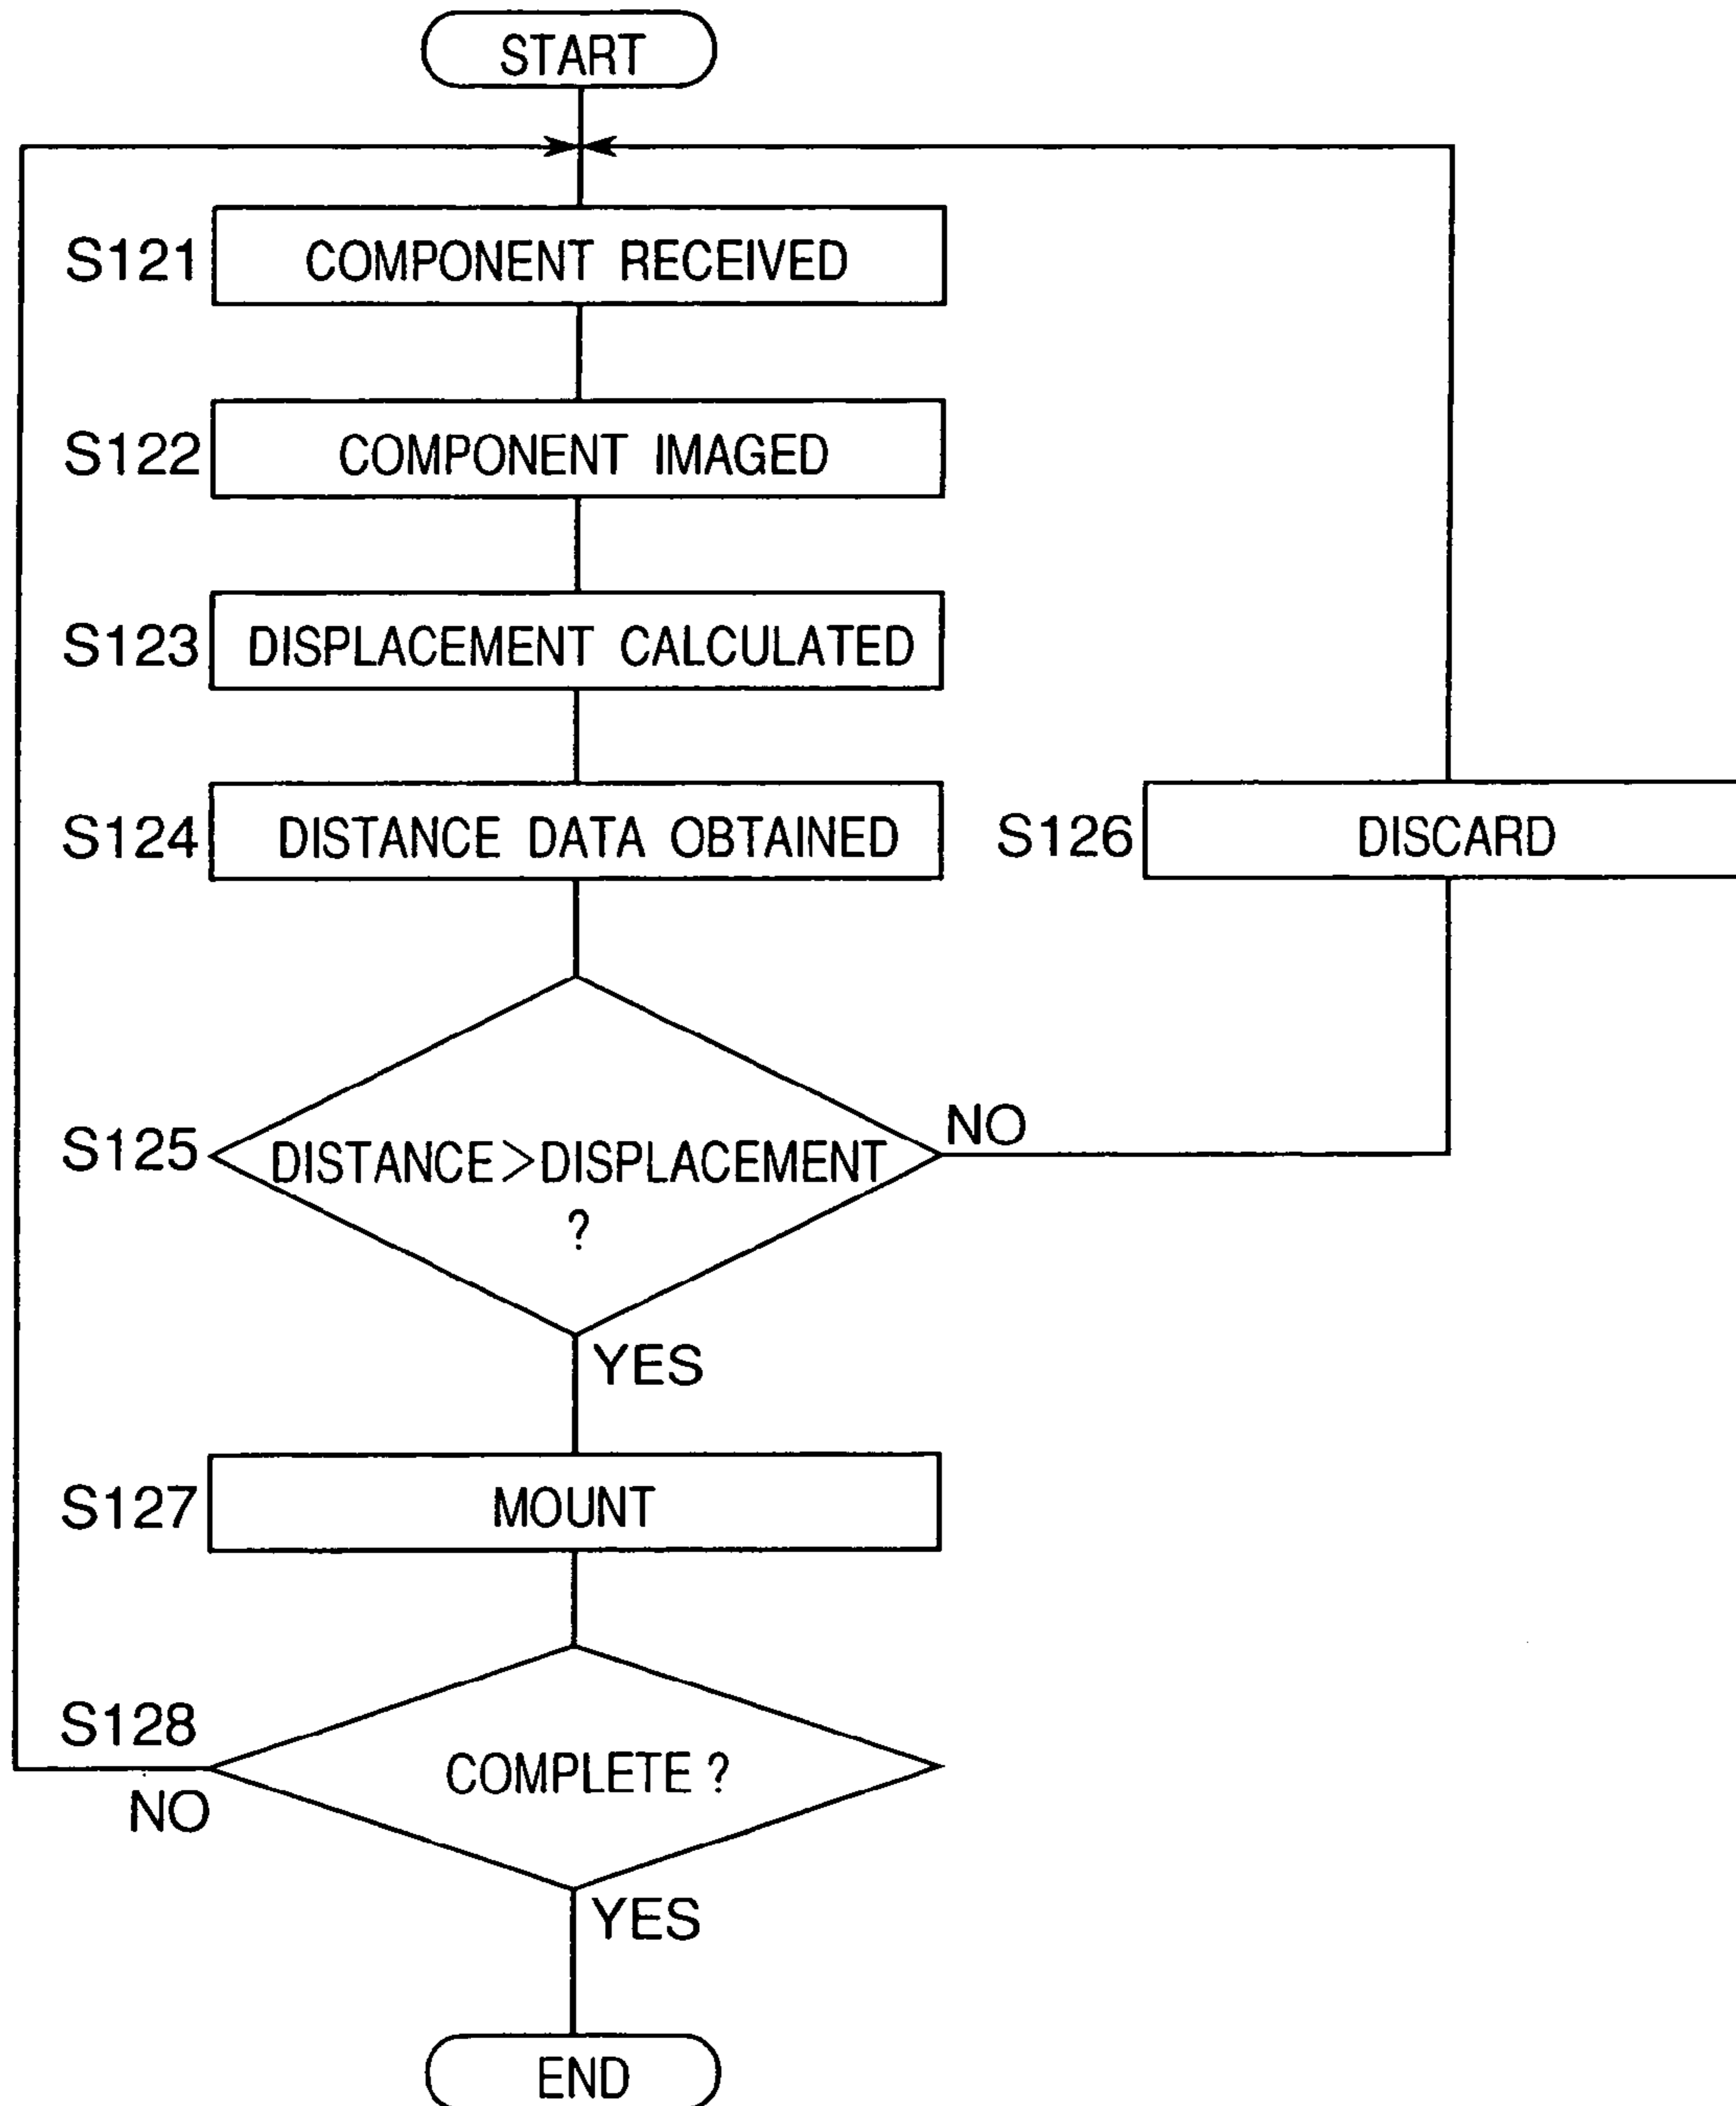 START
S121 COMPONENT RECEIVED
S122 COMPONENT IMAGED
S123 DISPLACEMENT CALCULATED
S124 DISTANCE DATA OBTAINED
S126 DISCARD
S125 DISTANCE>DISPLACEMENT
?
NO
YES
S127 MOUNT
S128 COMPLETE ?
NO
YES
END